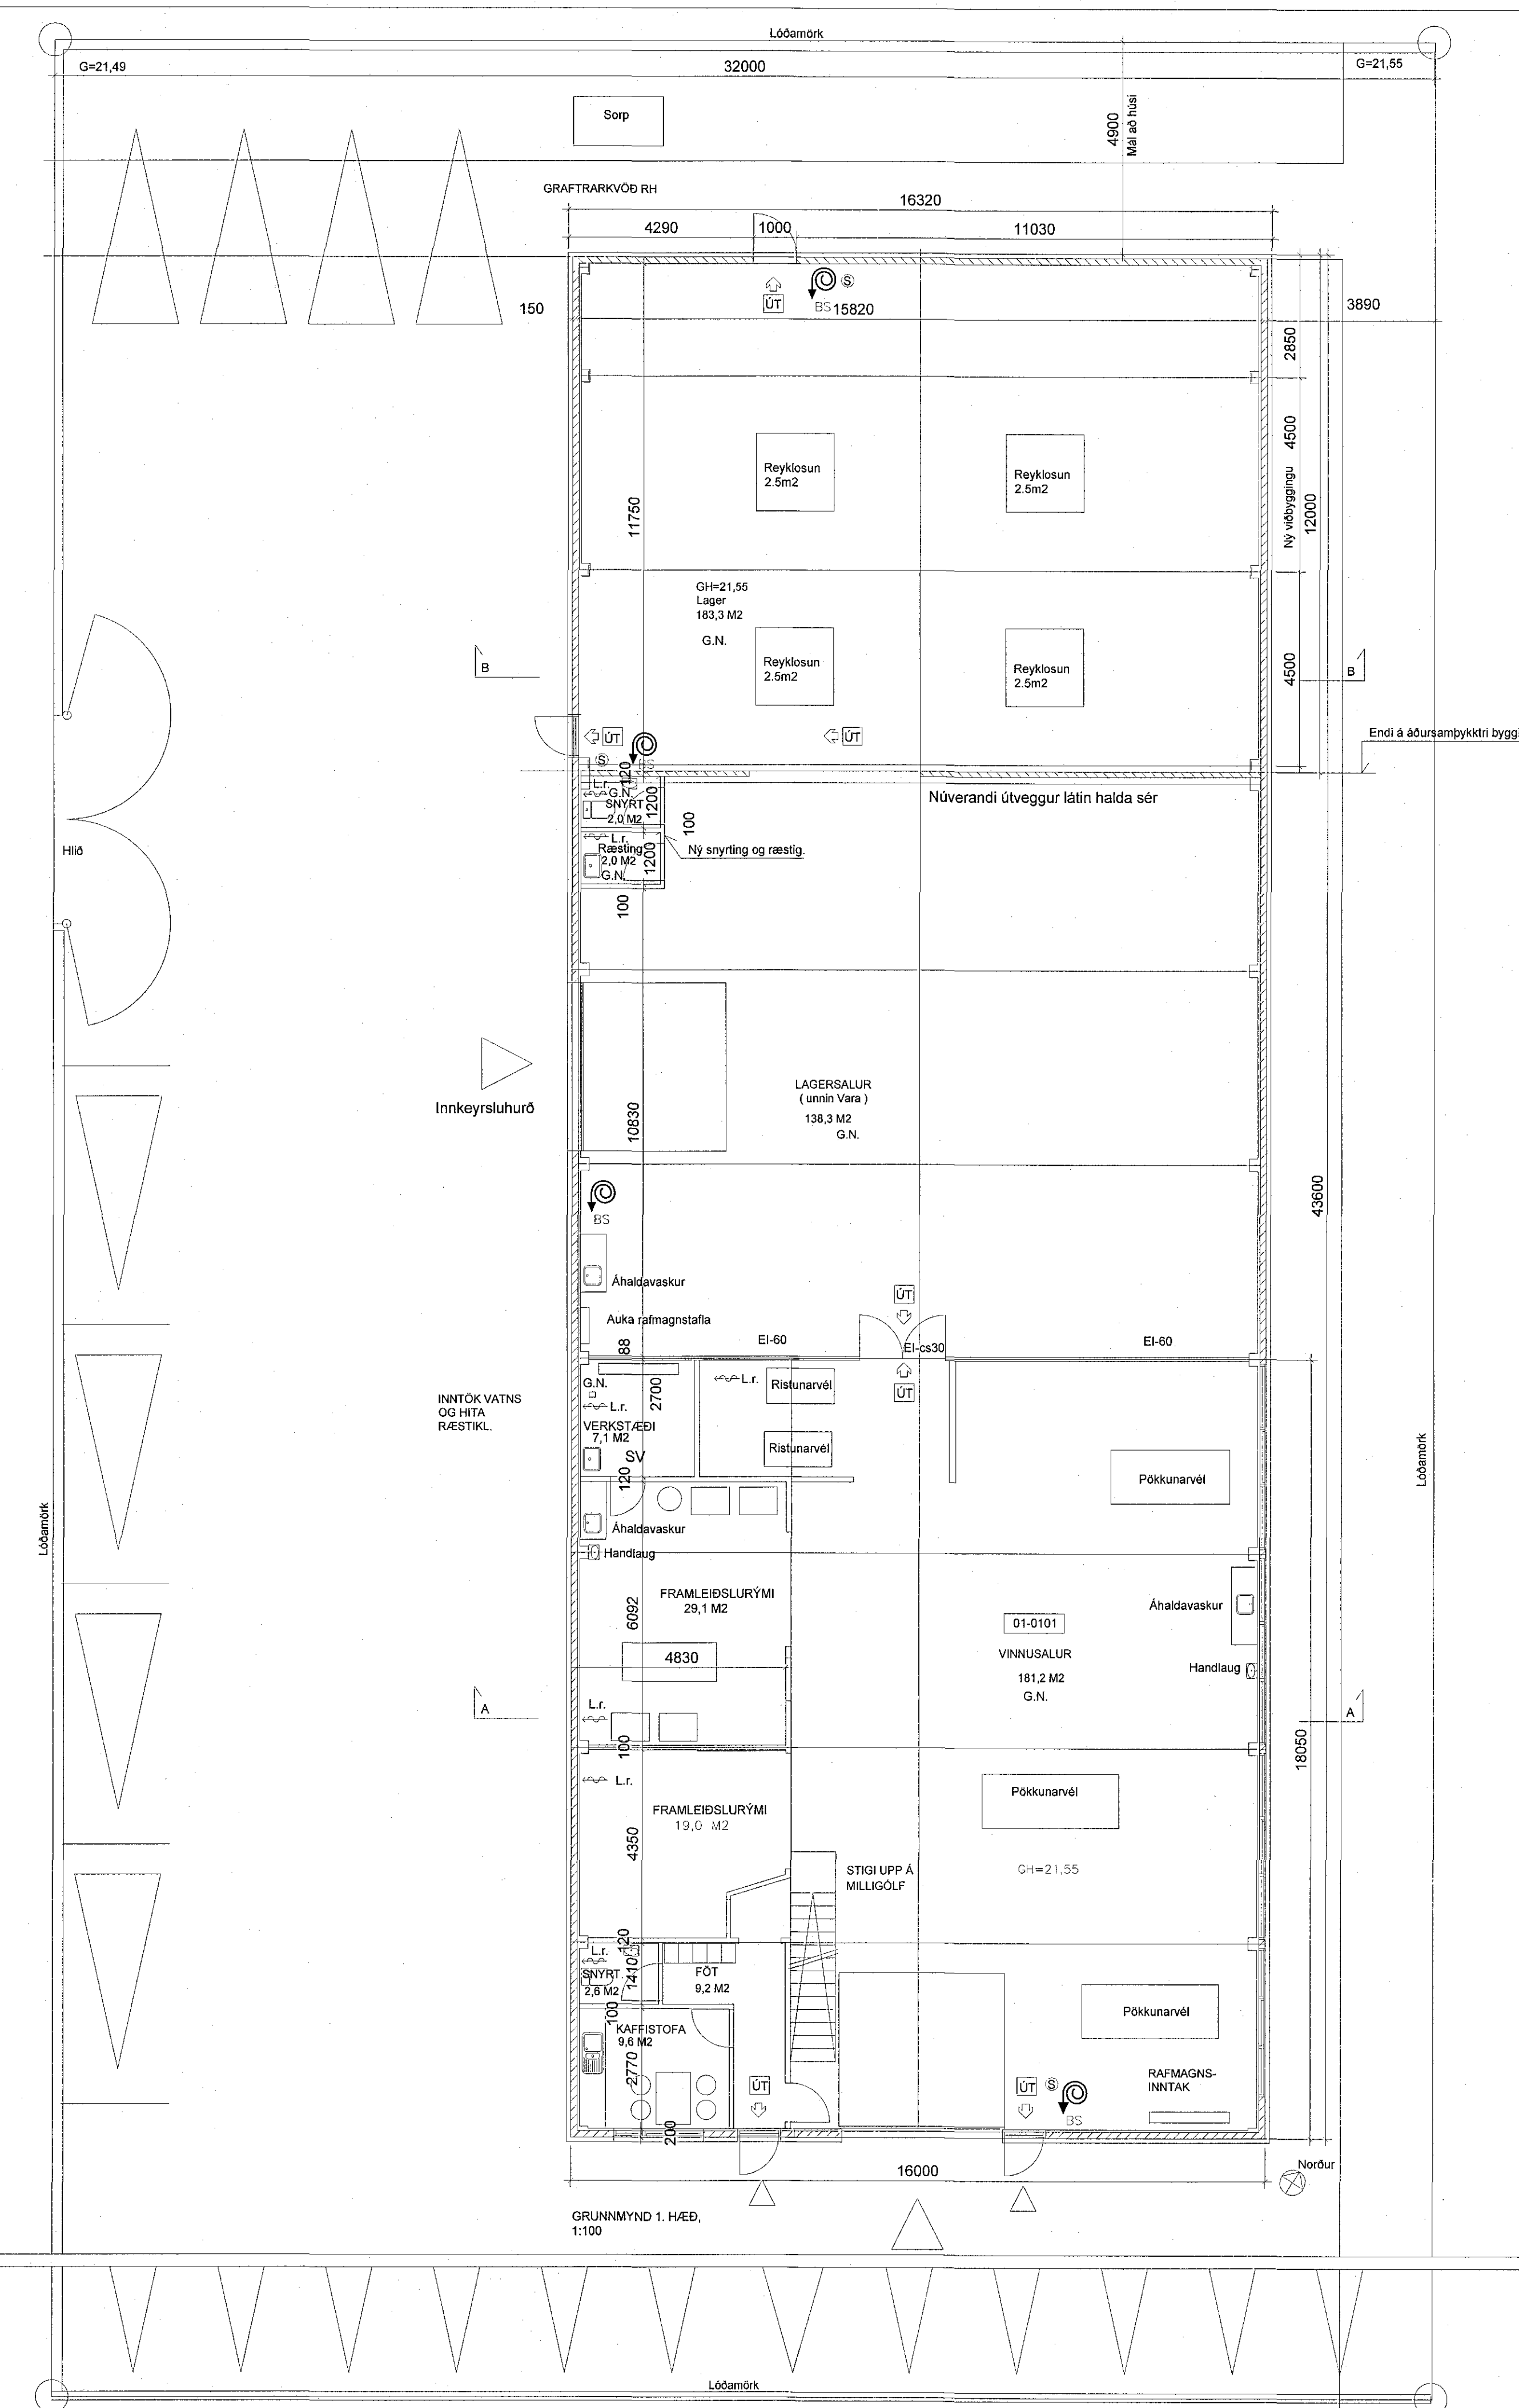 Lóðamörk
G=21,49
32000
G=21,55
Sorp
4900
Mál að húsi
GRAFTRARKVÖÐ RH
16320
4290
1000
11030
ÚT
S
BS
15820
150
3890
2850
4500
Ný viðbyggingu
12000
Reyklosun
2.5m2
Reyklosun
2.5m2
11750
GH=21,55
Lager
183,3 M2
G.N.
Reyklosun
2.5m2
Reyklosun
2.5m2
4500
B
B
ÚT
ÚT
S
BS
120
Endi á áðursamþykktri bygg
L.r.
G.N.
SNYRT
2,0 M2
1200
Núverandi útveggur látin halda sér
100
L.r.
Ræsting
2,0 M2
G.N.
1200
Ný snyrting og ræstig.
Hlið
100
Innkeyrsluhurð
10830
LAGERSALUR
( unnin Vara )
138,3 M2
G.N.
43600
BS
Áhaldavaskur
Auka rafmagnstafla
88
EI-60
ÚT
EI-cs30
EI-60
ÚT
INNTÖK VATNS
OG HITA
RÆSTIKL.
G.N.
L.r.
2700
VERKSTÆÐI
7,1 M2
SV
120
L.r.
Ristunarvél
Ristunarvél
Pökkunarvél
Lóðamörk
Lóðamörk
Áhaldavaskur
Handlaug
FRAMLEIÐSLURÝMI
29,1 M2
6092
4830
L.r.
100
01-0101
VINNUSALUR
181,2 M2
G.N.
Áhaldavaskur
Handlaug
A
A
18050
L.r.
FRAMLEIÐSLURÝMI
19,0 M2
4350
Pökkunarvél
STIGI UPP Á
MILLIGÓLF
GH=21,55
120
L.r.
SNYRT.
2,6 M2
1410
FÖT
9,2 M2
100
KAFFISTOFA
9,6 M2
2770
Pökkunarvél
RAFMAGNS-
INNTAK
ÚT
ÚT
S
BS
200
16000
Norður
GRUNNMYND 1. HÆÐ,
1:100
Lóðamörk